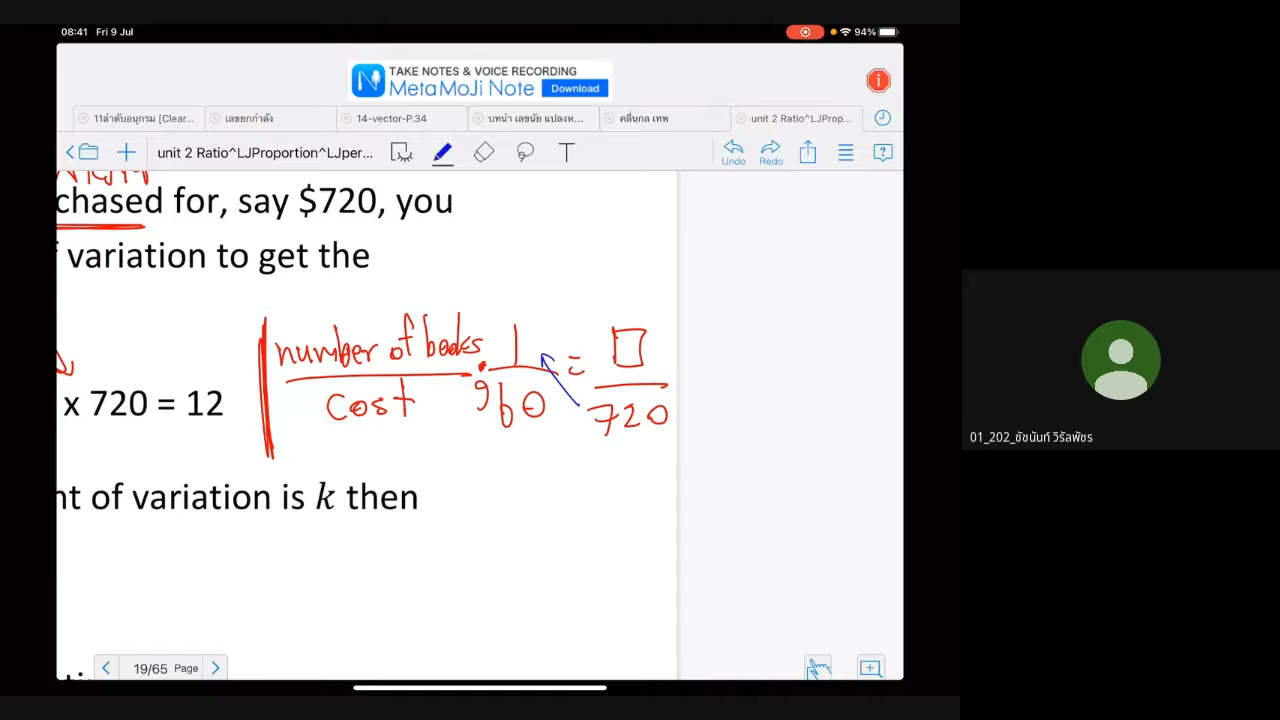 08:41 Fri 9 Jul
94%
TAKE NOTES & VOICE RECORDING
MetaMoJi Note Download
11ลำดับอนุกรม [Clear...
เลขยกกำลัง
14-vector-P.34
บทนำ เลขนัย แปลงห...
คลื่นกล เทพ
unit 2 Ratio^LJProp...
unit 2 Ratio^LJProportion^LJper...
T
Undo
Redo
chased for, say $720, you
variation to get the
number of books : 1 = □
cost 60 720
x 720 = 12
nt of variation is k then
19/65 Page
01_202_ชัชนันท์ วิรัลพัชร